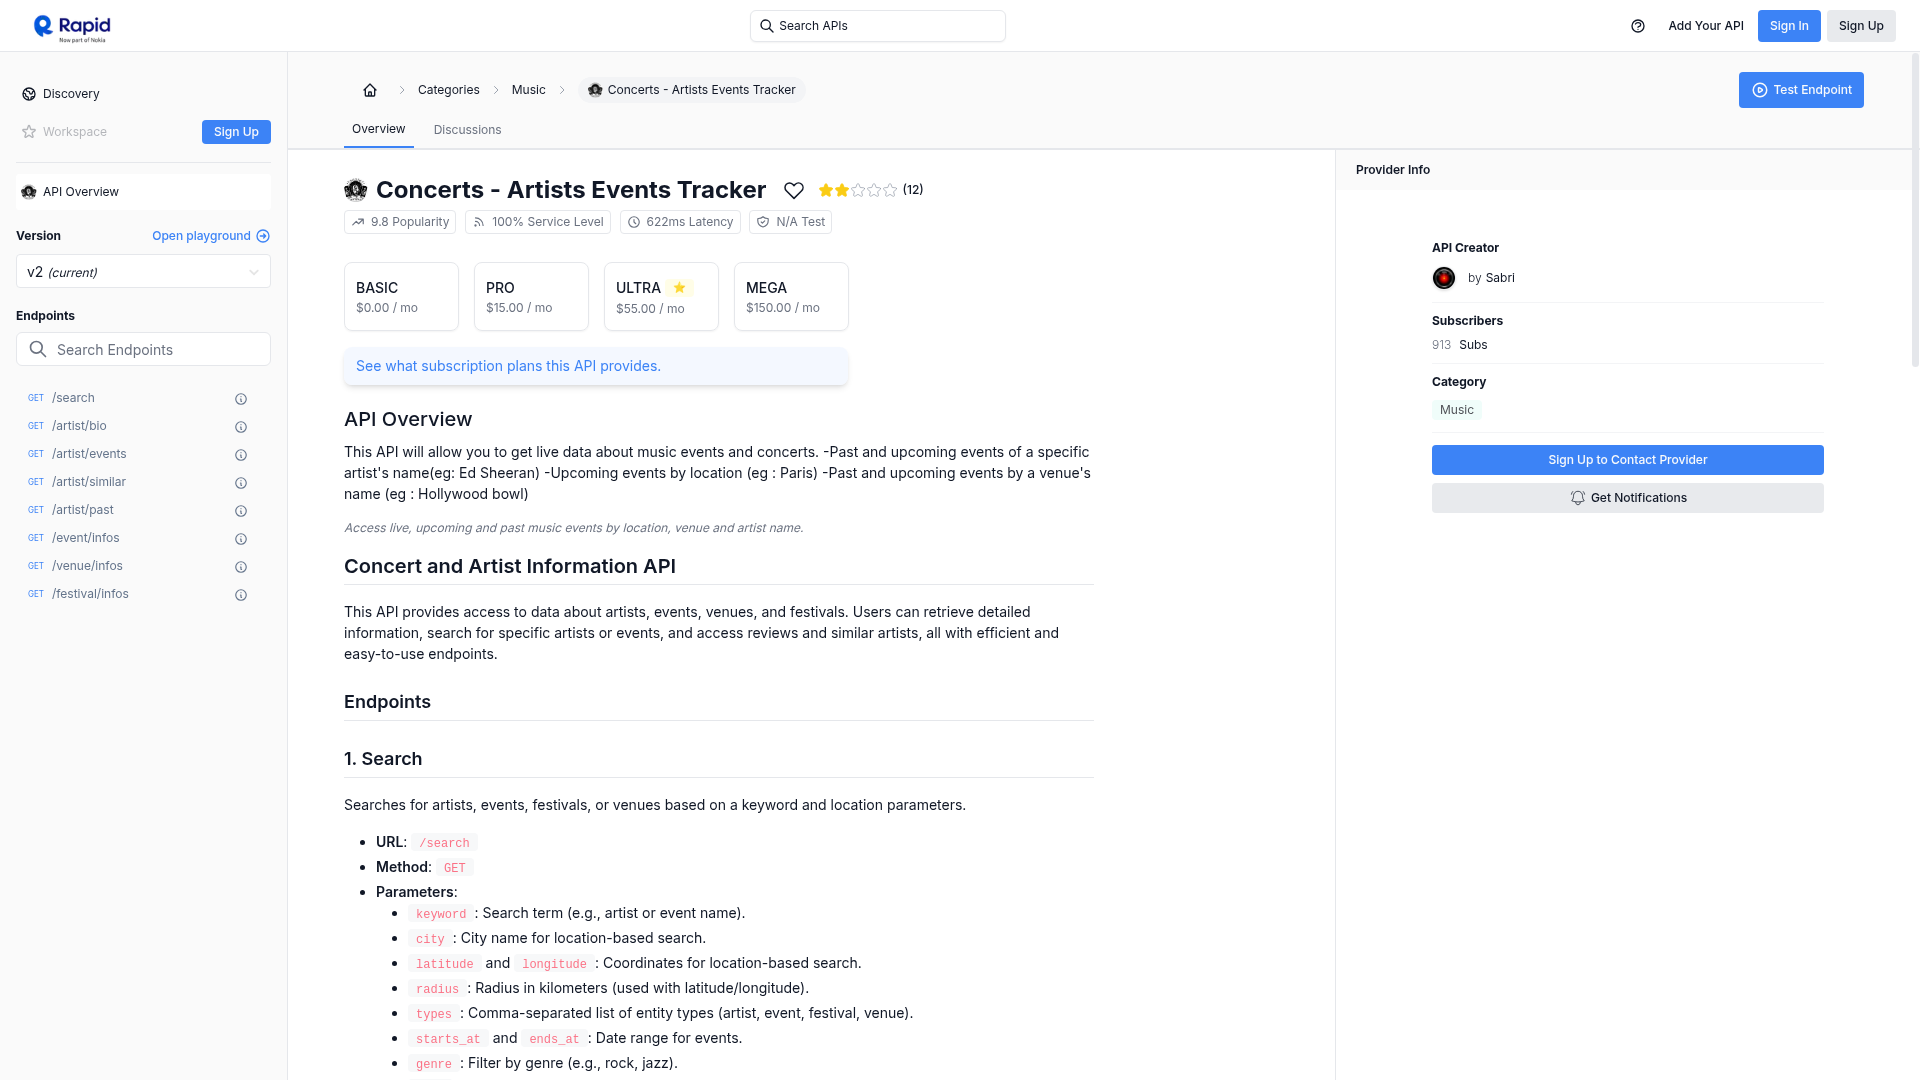 Rapid
Now part of Nokia
Search APIs
Add Your API
Sign In
Sign Up
Discovery
Workspace
Sign Up
API Overview
Version
Open playground
v2 (current)
Endpoints
Search Endpoints
GET /search
GET /artist/bio
GET /artist/events
GET /artist/similar
GET /artist/past
GET /event/infos
GET /venue/infos
GET /festival/infos
Categories
Music
Concerts - Artists Events Tracker
Test Endpoint
Overview
Discussions
Concerts - Artists Events Tracker
(12)
9.8 Popularity
100% Service Level
622ms Latency
N/A Test
BASIC
$0.00 / mo
PRO
$15.00 / mo
ULTRA
$55.00 / mo
MEGA
$150.00 / mo
See what subscription plans this API provides.
API Overview
This API will allow you to get live data about music events and concerts. -Past and upcoming events of a specific
artist's name(eg: Ed Sheeran) -Upcoming events by location (eg : Paris) -Past and upcoming events by a venue's
name (eg : Hollywood bowl)
Access live, upcoming and past music events by location, venue and artist name.
Concert and Artist Information API
This API provides access to data about artists, events, venues, and festivals. Users can retrieve detailed
information, search for specific artists or events, and access reviews and similar artists, all with efficient and
easy-to-use endpoints.
Endpoints
1. Search
Searches for artists, events, festivals, or venues based on a keyword and location parameters.
URL: /search
Method: GET
Parameters:
keyword : Search term (e.g., artist or event name).
city : City name for location-based search.
latitude and longitude : Coordinates for location-based search.
radius : Radius in kilometers (used with latitude/longitude).
types : Comma-separated list of entity types (artist, event, festival, venue).
starts_at and ends_at : Date range for events.
genre : Filter by genre (e.g., rock, jazz).
Provider Info
API Creator
by Sabri
Subscribers
913 Subs
Category
Music
Sign Up to Contact Provider
Get Notifications